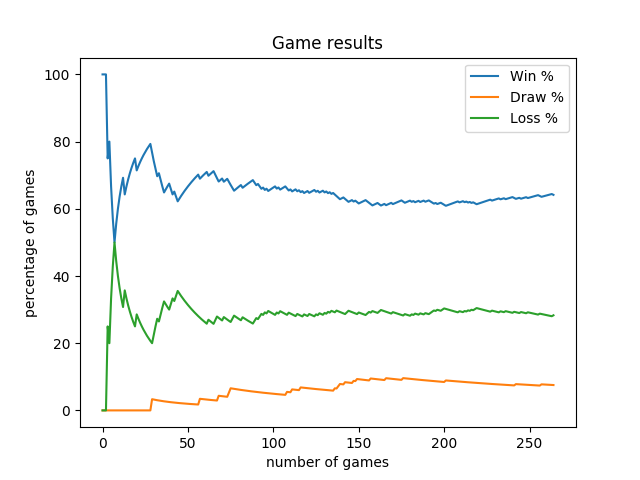 Game results
Win %
Draw %
Loss %
percentage of games
100
80
60
40
20
0
0 50 100 150 200 250
number of games